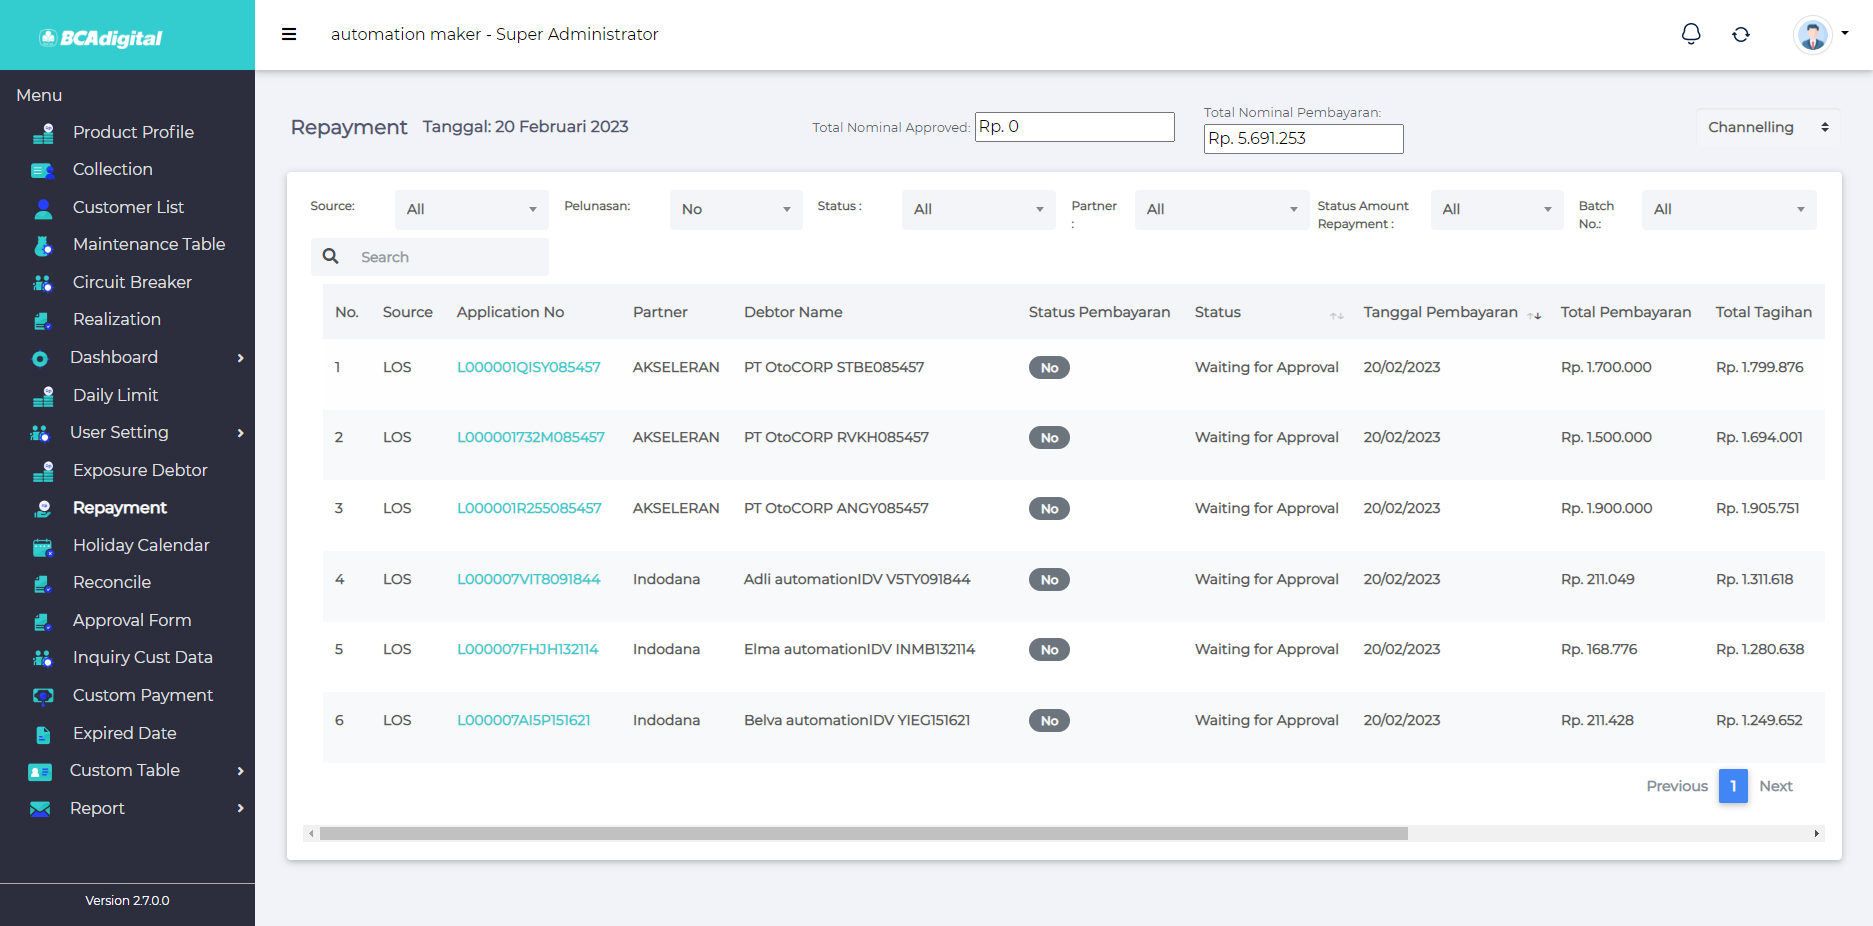 BCAdigital
automation maker - Super Administrator
Menu
Product Profile
Collection
Customer List
Maintenance Table
Circuit Breaker
Realization
Dashboard
Daily Limit
User Setting
Exposure Debtor
Repayment
Holiday Calendar
Reconcile
Approval Form
Inquiry Cust Data
Custom Payment
Expired Date
Custom Table
Report
Version 2.7.0.0
Repayment Tanggal: 20 Februari 2023
Total Nominal Approved: Rp. 0
Total Nominal Pembayaran:
Rp. 5.691.253
Channelling
Source: All
Pelunasan: No
Status : All
Partner : All
Status Amount Repayment : All
Batch No.: All
Search
No. Source Application No Partner Debtor Name Status Pembayaran Status Tanggal Pembayaran Total Pembayaran Total Tagihan
1 LOS L000001QISY085457 AKSELERAN PT OtoCORP STBE085457 No Waiting for Approval 20/02/2023 Rp. 1.700.000 Rp. 1.799.876
2 LOS L000001732M085457 AKSELERAN PT OtoCORP RVKH085457 No Waiting for Approval 20/02/2023 Rp. 1.500.000 Rp. 1.694.001
3 LOS L000001R255085457 AKSELERAN PT OtoCORP ANGY085457 No Waiting for Approval 20/02/2023 Rp. 1.900.000 Rp. 1.905.751
4 LOS L000007VIT8091844 Indodana Adli automationIDV V5TY091844 No Waiting for Approval 20/02/2023 Rp. 211.049 Rp. 1.311.618
5 LOS L000007FHJH132114 Indodana Elma automationIDV INMB132114 No Waiting for Approval 20/02/2023 Rp. 168.776 Rp. 1.280.638
6 LOS L000007AI5P151621 Indodana Belva automationIDV YIEG151621 No Waiting for Approval 20/02/2023 Rp. 211.428 Rp. 1.249.652
Previous 1 Next